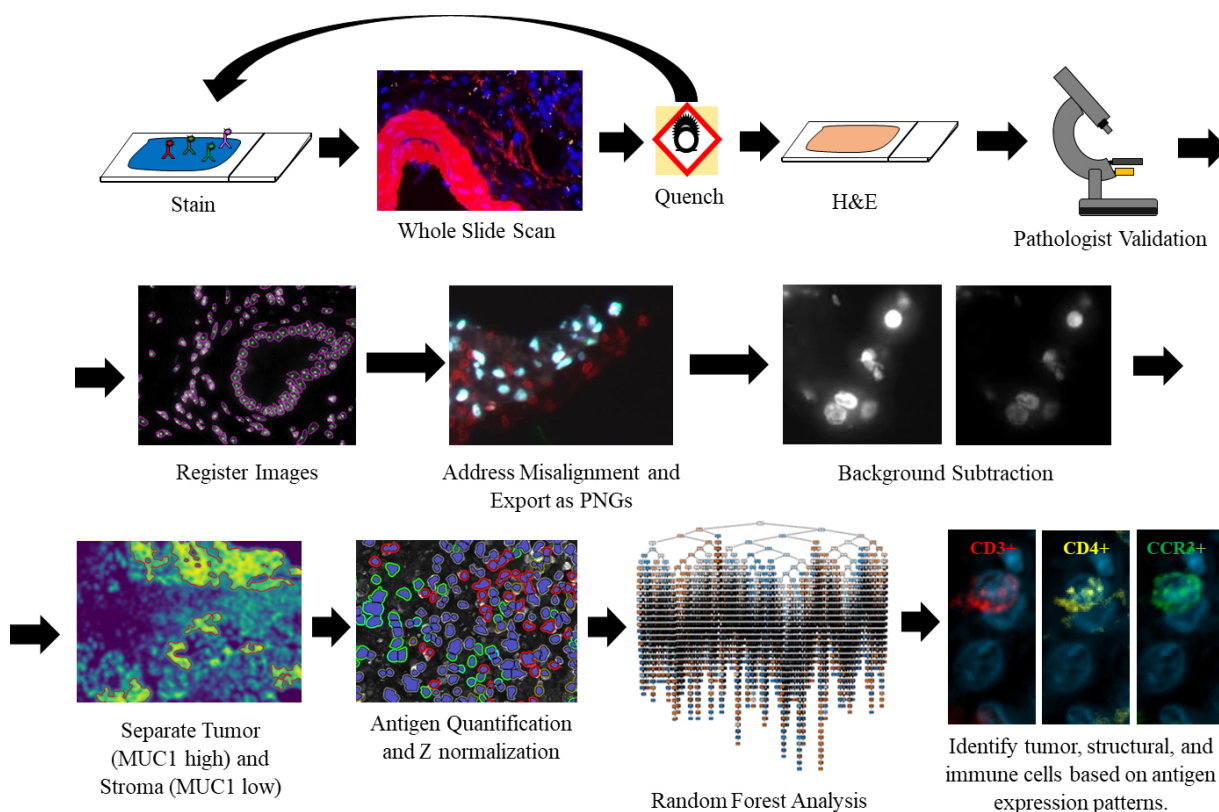 Stain
Whole Slide Scan
Quench
H&E
Pathologist Validation
Register Images
Address Misalignment and
Export as PNGs
Background Subtraction
Separate Tumor
(MUC1 high) and
Stroma (MUC1 low)
Antigen Quantification
and Z normalization
Random Forest Analysis
CD3+
CD4+
CCR3+
Identify tumor, structural, and
immune cells based on antigen
expression patterns.